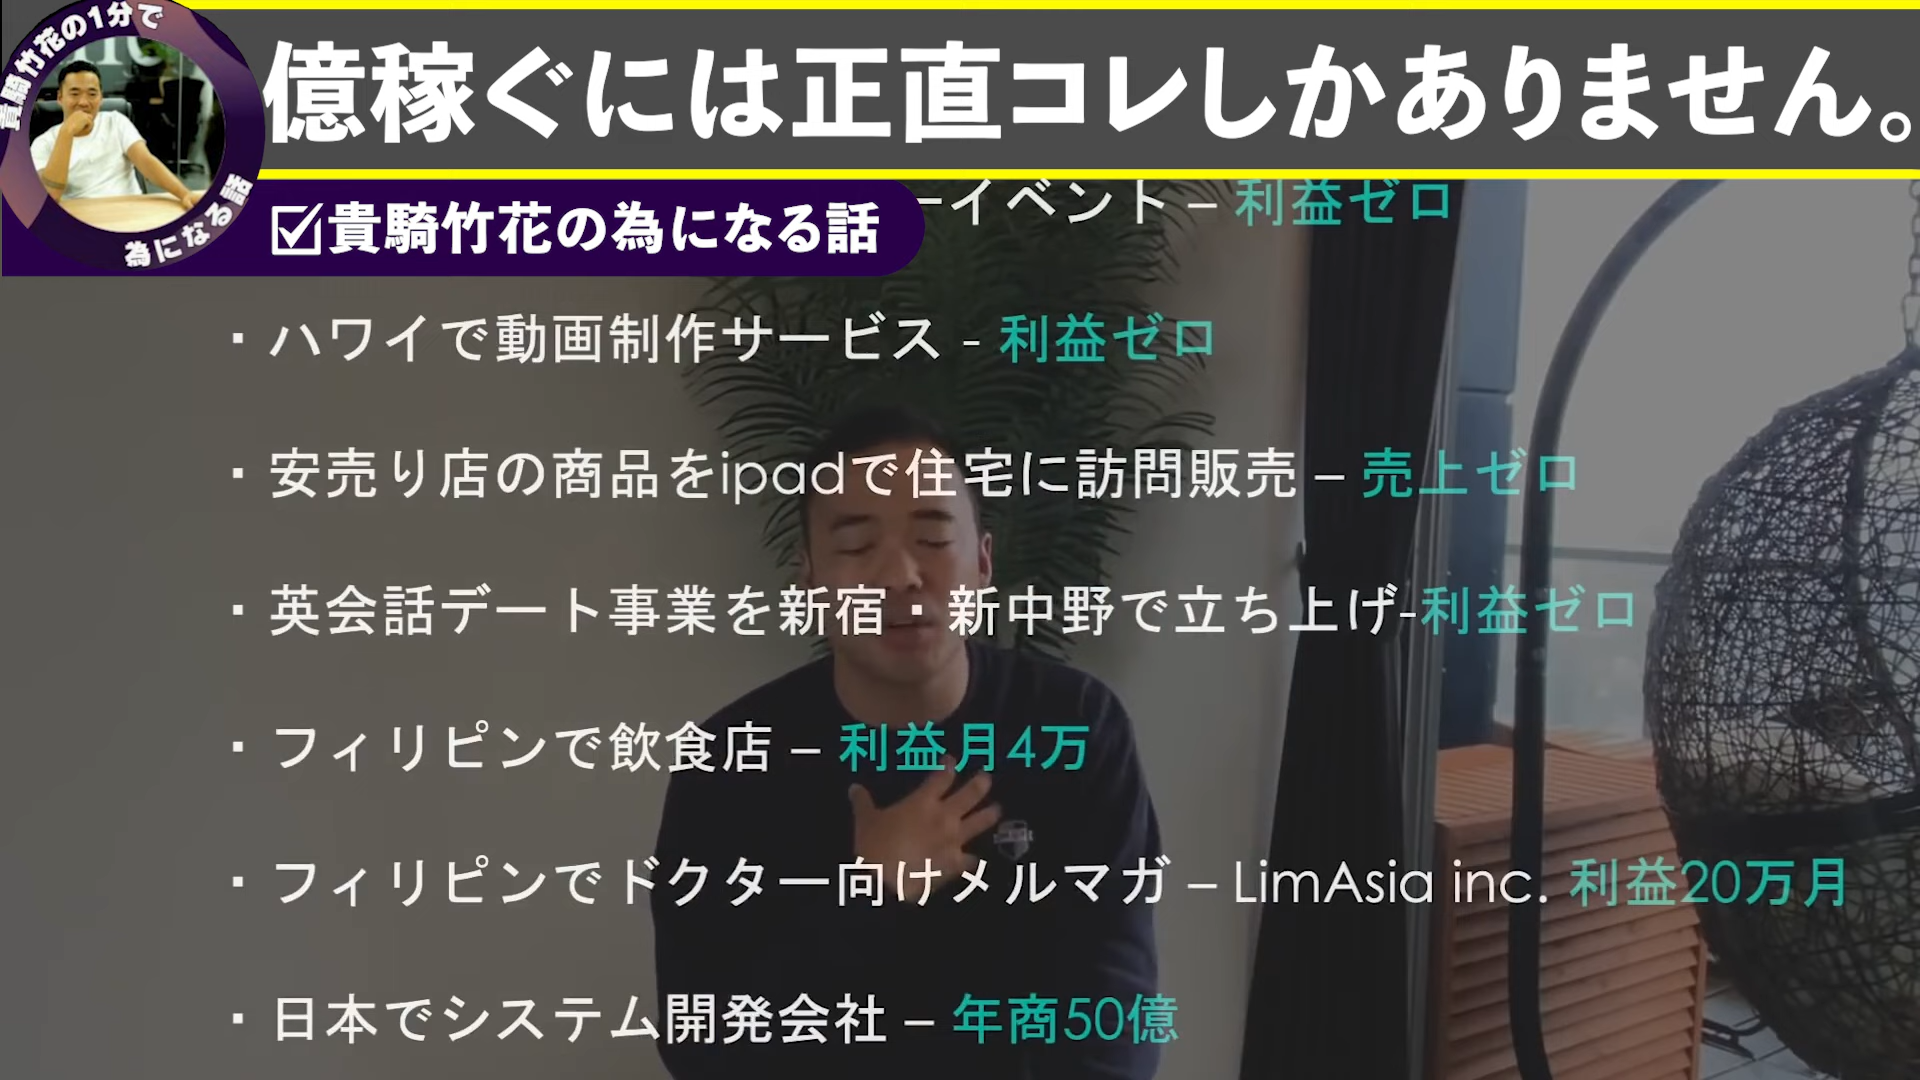 貴騎竹花の1分で
為になる話
億稼ぐには正直コレしかありません。
☑貴騎竹花の為になる話
ーイベント – 利益ゼロ
・ハワイで動画制作サービス - 利益ゼロ
・安売り店の商品をipadで住宅に訪問販売 – 売上ゼロ
・英会話デート事業を新宿・新中野で立ち上げ-利益ゼロ
・フィリピンで飲食店 – 利益月4万
・フィリピンでドクター向けメルマガ – LimAsia inc. 利益20万月
・日本でシステム開発会社 – 年商50億